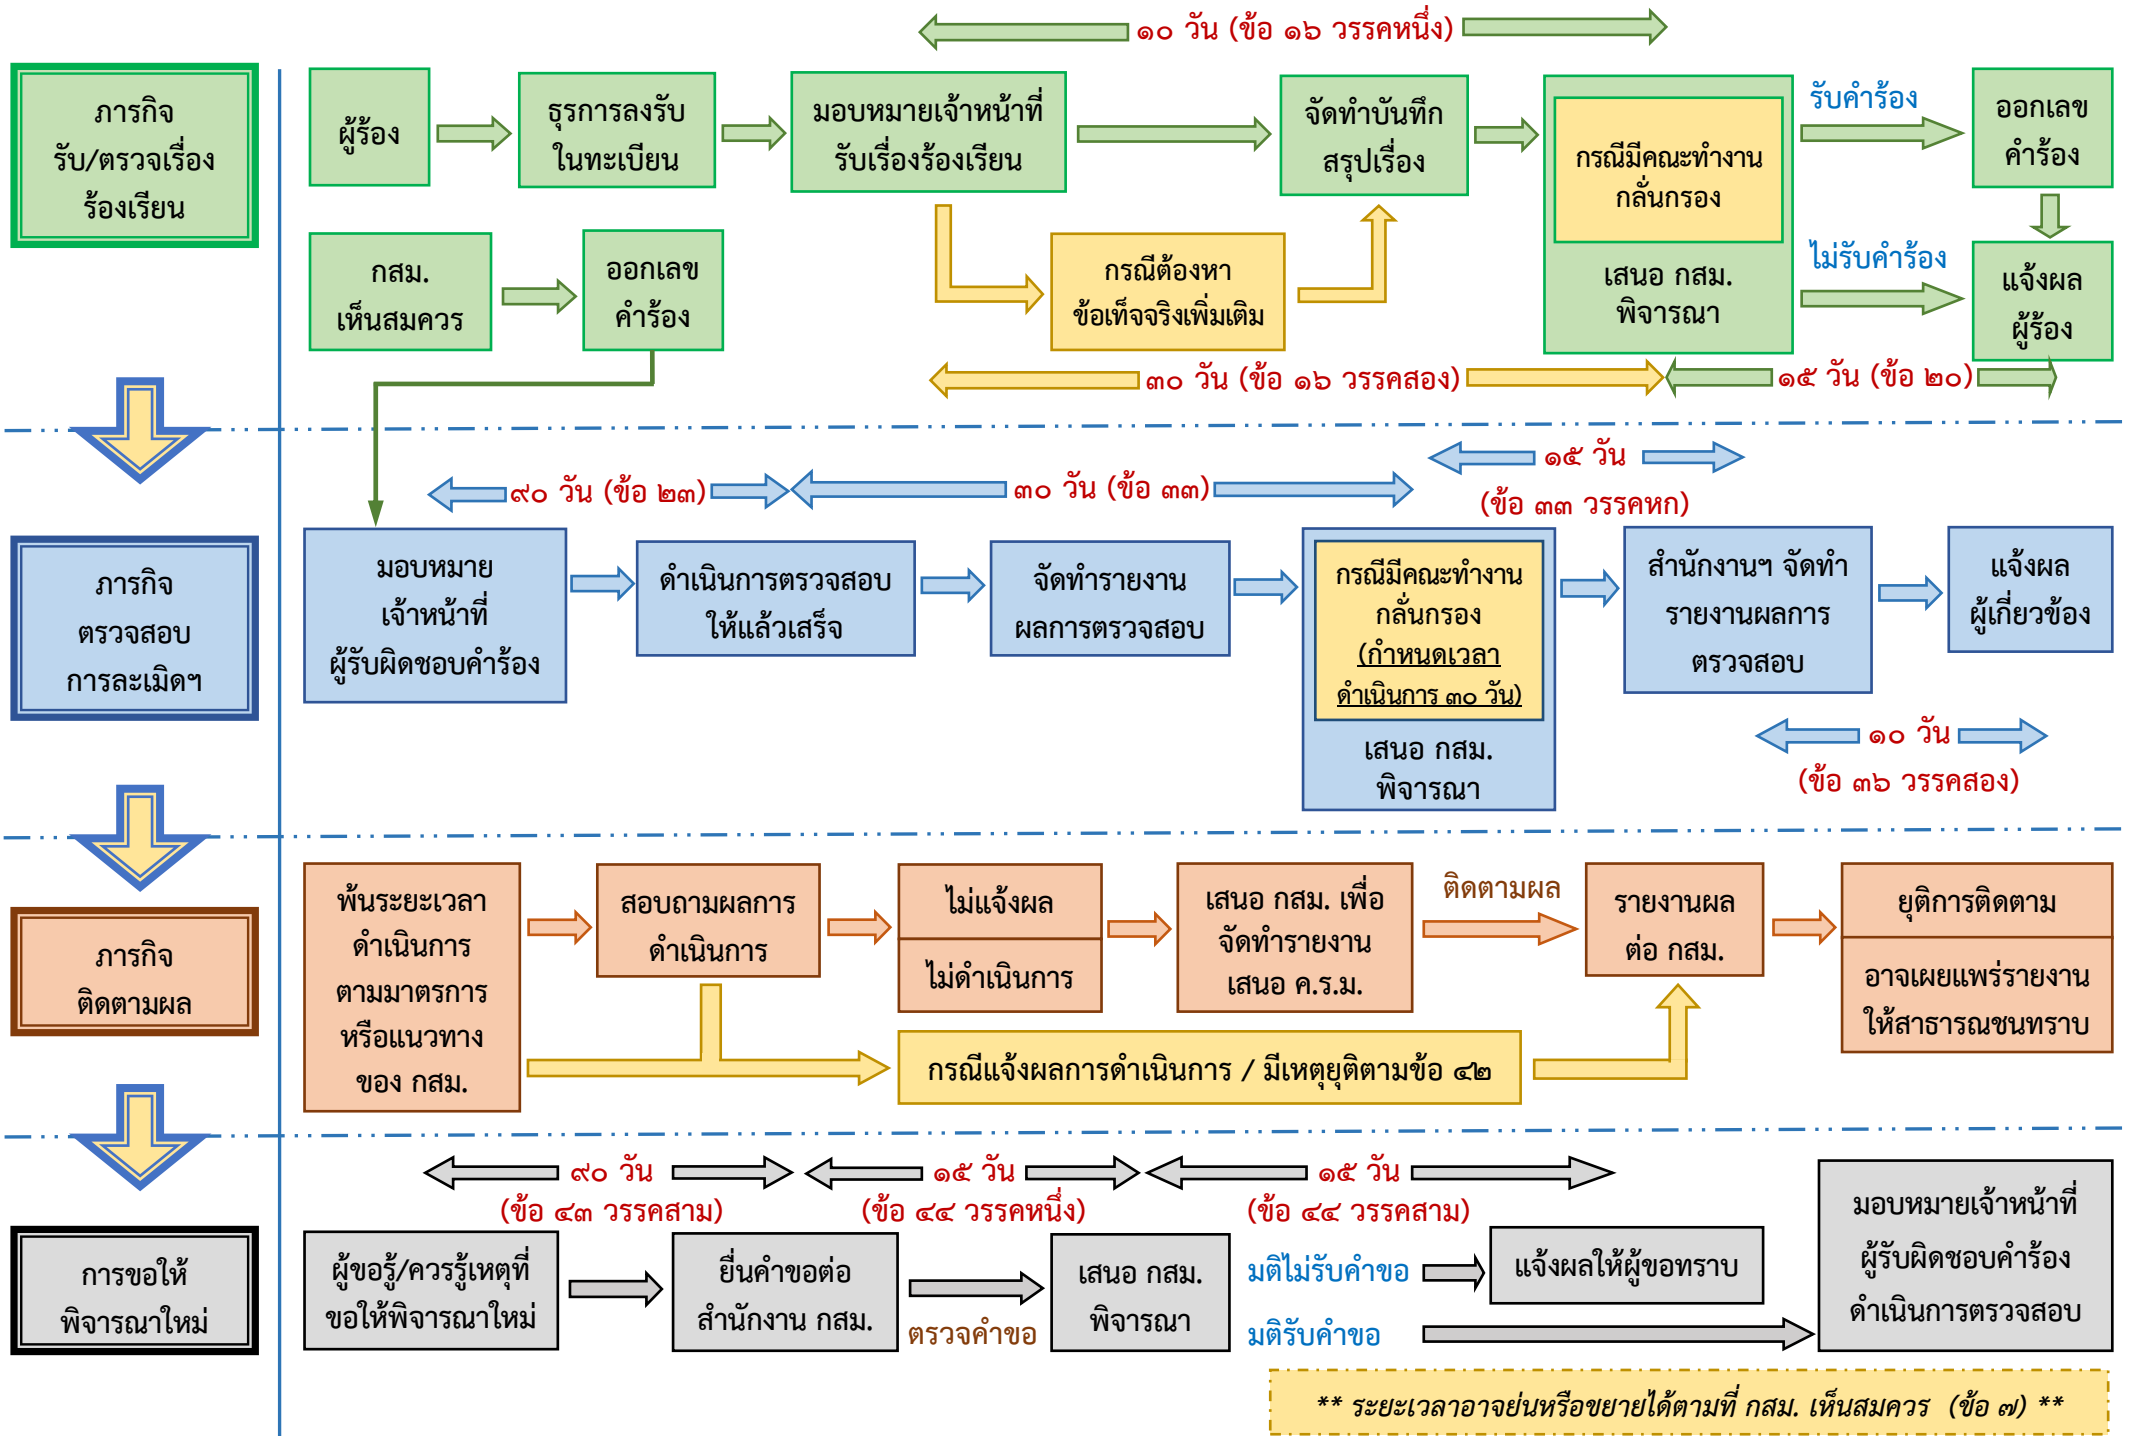 ๑๐ วัน (ข้อ ๑๖ วรรคหนึ่ง)
ภารกิจ
รับ/ตรวจเรื่อง
ร้องเรียน
ผู้ร้อง
ธุรการลงรับ
ในทะเบียน
มอบหมายเจ้าหน้าที่
รับเรื่องร้องเรียน
จัดทำบันทึก
สรุปเรื่อง
กรณีมีคณะทำงาน
กลั่นกรอง
เสนอ กสม.
พิจารณา
รับคำร้อง
ออกเลข
คำร้อง
ไม่รับคำร้อง
แจ้งผล
ผู้ร้อง
กสม.
เห็นสมควร
ออกเลข
คำร้อง
กรณีต้องหา
ข้อเท็จจริงเพิ่มเติม
๓๐ วัน (ข้อ ๑๖ วรรคสอง)
๑๕ วัน (ข้อ ๒๐)
๙๐ วัน (ข้อ ๒๓)
๓๐ วัน (ข้อ ๓๓)
๑๕ วัน
(ข้อ ๓๓ วรรคหก)
ภารกิจ
ตรวจสอบ
การละเมิดฯ
มอบหมาย
เจ้าหน้าที่
ผู้รับผิดชอบคำร้อง
ดำเนินการตรวจสอบ
ให้แล้วเสร็จ
จัดทำรายงาน
ผลการตรวจสอบ
กรณีมีคณะทำงาน
กลั่นกรอง
(กำหนดเวลา
ดำเนินการ ๓๐ วัน)
เสนอ กสม.
พิจารณา
สำนักงานฯ จัดทำ
รายงานผลการ
ตรวจสอบ
แจ้งผล
ผู้เกี่ยวข้อง
๑๐ วัน
(ข้อ ๓๖ วรรคสอง)
ภารกิจ
ติดตามผล
พ้นระยะเวลา
ดำเนินการ
ตามมาตรการ
หรือแนวทาง
ของ กสม.
สอบถามผลการ
ดำเนินการ
ไม่แจ้งผล
ไม่ดำเนินการ
เสนอ กสม. เพื่อ
จัดทำรายงาน
เสนอ ค.ร.ม.
ติดตามผล
รายงานผล
ต่อ กสม.
ยุติการติดตาม
อาจเผยแพร่รายงาน
ให้สาธารณชนทราบ
กรณีแจ้งผลการดำเนินการ / มีเหตุยุติตามข้อ ๔๒
๙๐ วัน
(ข้อ ๔๓ วรรคสาม)
๑๕ วัน
(ข้อ ๔๔ วรรคหนึ่ง)
๑๕ วัน
(ข้อ ๔๔ วรรคสาม)
การขอให้
พิจารณาใหม่
ผู้ขอรู้/ควรรู้เหตุที่
ขอให้พิจารณาใหม่
ยื่นคำขอต่อ
สำนักงาน กสม.
ตรวจคำขอ
เสนอ กสม.
พิจารณา
มติไม่รับคำขอ
แจ้งผลให้ผู้ขอทราบ
มติรับคำขอ
มอบหมายเจ้าหน้าที่
ผู้รับผิดชอบคำร้อง
ดำเนินการตรวจสอบ
** ระยะเวลาอาจย่นหรือขยายได้ตามที่ กสม. เห็นสมควร (ข้อ ๗) **